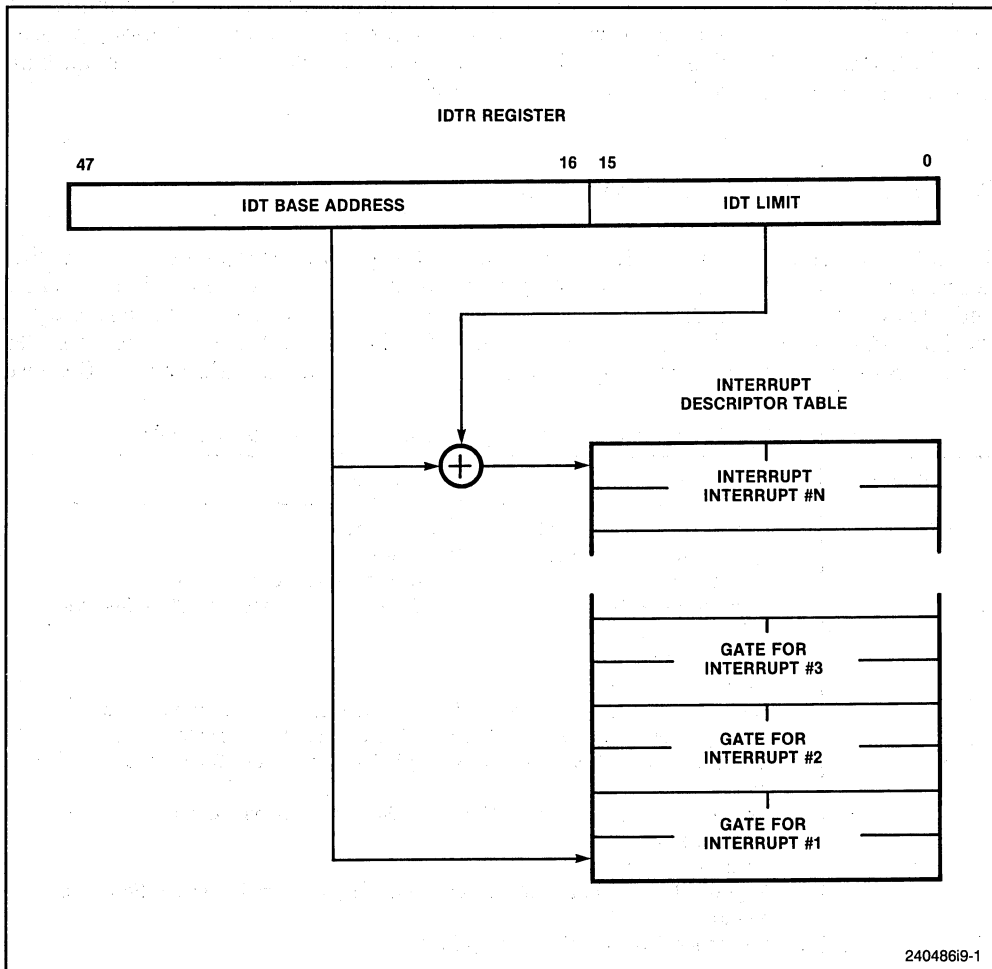 IDTR REGISTER
47 16 15 0
IDT BASE ADDRESS IDT LIMIT
INTERRUPT
DESCRIPTOR TABLE
+
INTERRUPT
INTERRUPT #N
GATE FOR
INTERRUPT #3
GATE FOR
INTERRUPT #2
GATE FOR
INTERRUPT #1
240486i9-1